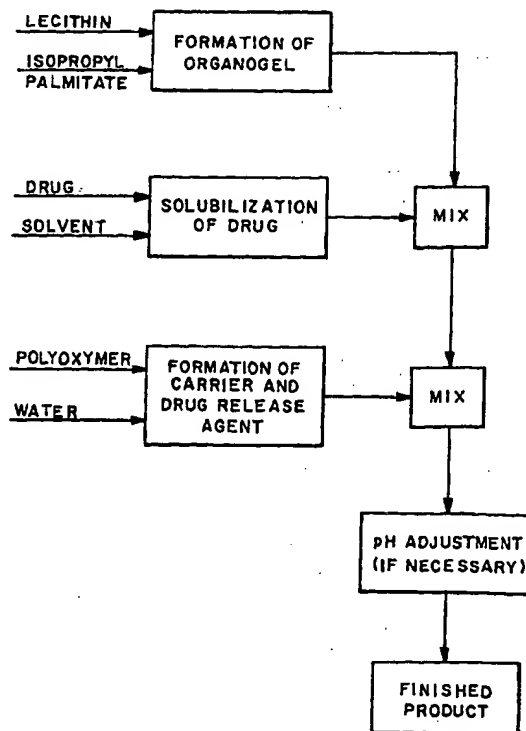 LECITHIN
ISOPROPYL
PALMITATE
FORMATION OF
ORGANOGEL
DRUG
SOLVENT
SOLUBILIZATION
OF DRUG
MIX
POLYOXYMER
WATER
FORMATION OF
CARRIER AND
DRUG RELEASE
AGENT
MIX
pH ADJUSTMENT
(IF NECESSARY)
FINISHED
PRODUCT